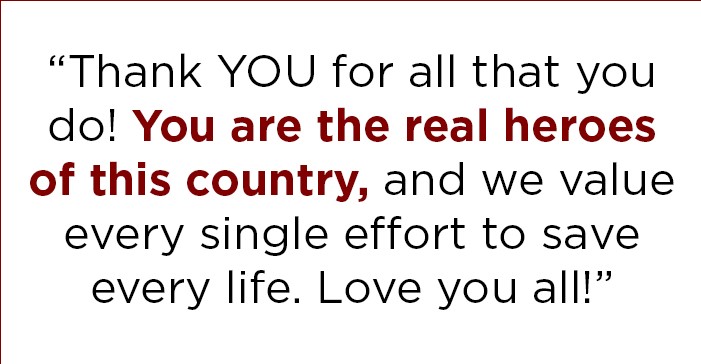 “Thank YOU for all that you
do! You are the real heroes
of this country, and we value
every single effort to save
every life. Love you all!”